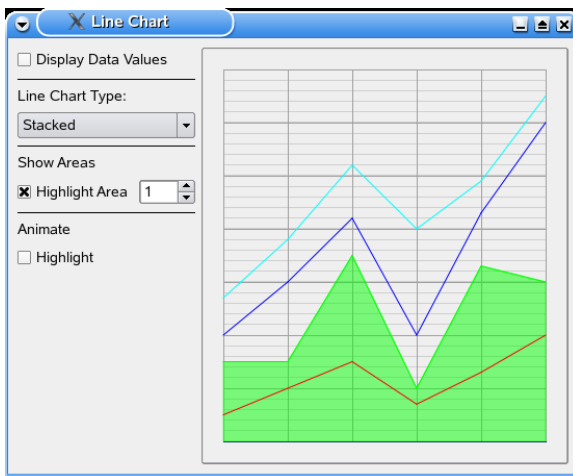 Line Chart
Display Data Values
Line Chart Type:
Stacked
Show Areas
Highlight Area 1
Animate
Highlight